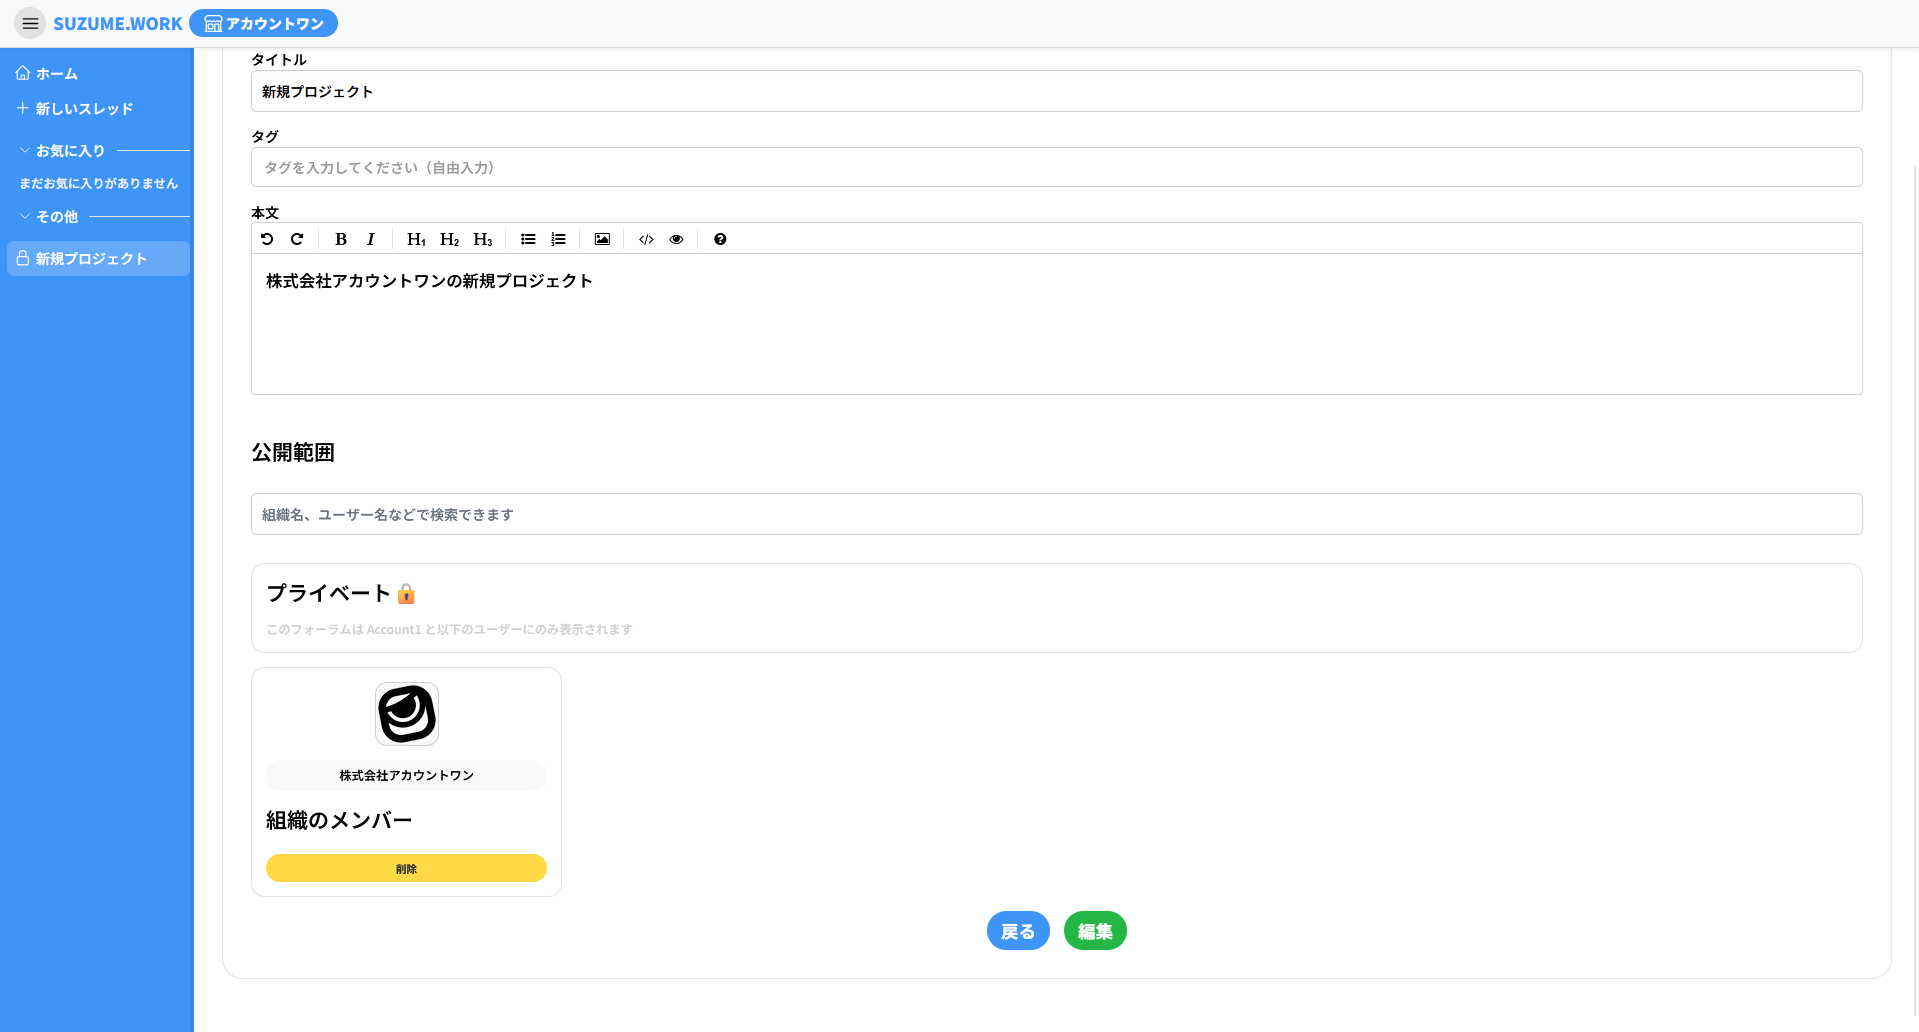 SUZUME.WORK
アカウントワン
ホーム
新しいスレッド
お気に入り
まだお気に入りがありません
その他
新規プロジェクト
タイトル
新規プロジェクト
タグ
タグを入力してください（自由入力）
本文
B I H1 H2 H3
株式会社アカウントワンの新規プロジェクト
公開範囲
組織名、ユーザー名などで検索できます
プライベート
このフォーラムは Account1 と以下のユーザーにのみ表示されます
株式会社アカウントワン
組織のメンバー
削除
戻る
編集